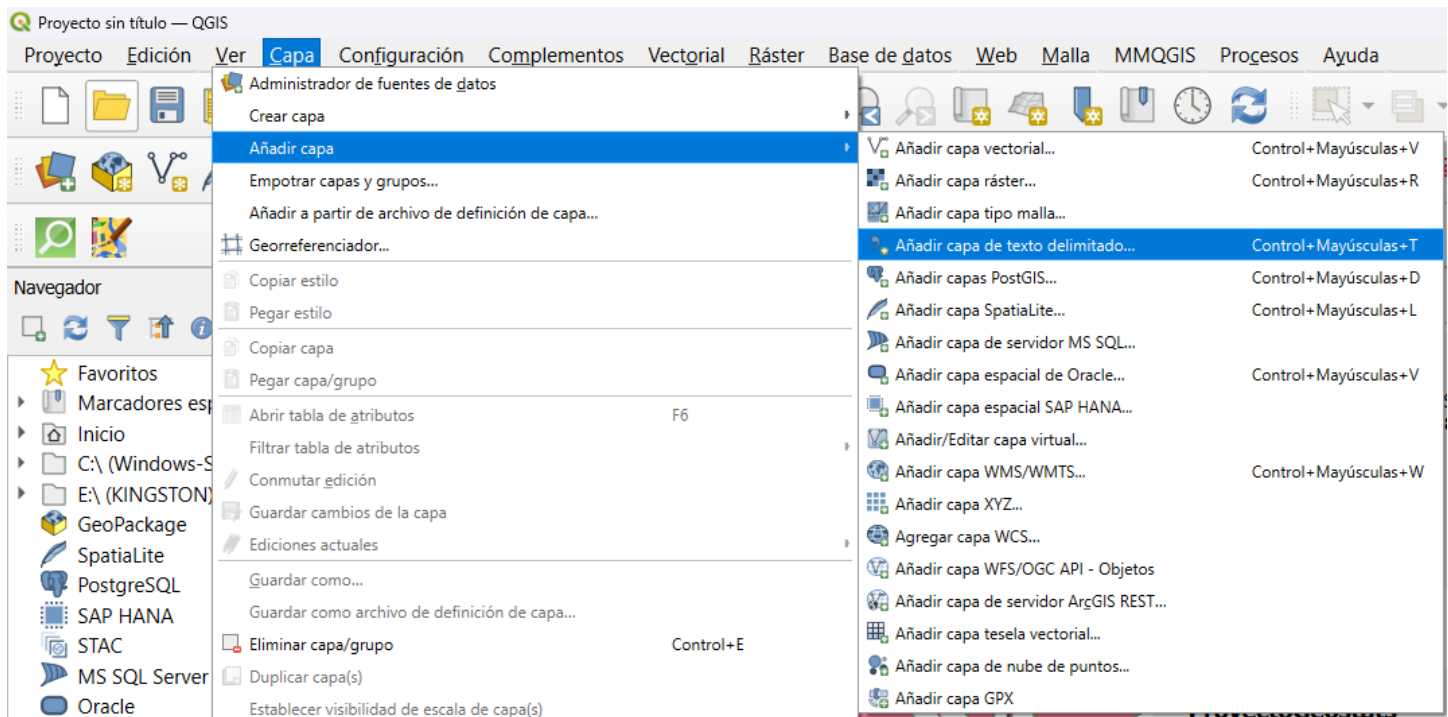 Proyecto sin título — QGIS
Proyecto Edición Ver Capa Configuración Complementos Vectorial Ráster Base de datos Web Malla MMQGIS Procesos Ayuda
Administrador de fuentes de datos
Crear capa
Añadir capa
Empotrar capas y grupos...
Añadir a partir de archivo de definición de capa...
Georreferenciador...
Copiar estilo
Pegar estilo
Copiar capa
Pegar capa/grupo
Abrir tabla de atributos F6
Filtrar tabla de atributos
Conmutar edición
Guardar cambios de la capa
Ediciones actuales
Guardar como...
Guardar como archivo de definición de capa...
Eliminar capa/grupo Control+E
Duplicar capa(s)
Establecer visibilidad de escala de capa(s)
Añadir capa vectorial... Control+Mayúsculas+V
Añadir capa ráster... Control+Mayúsculas+R
Añadir capa tipo malla...
Añadir capa de texto delimitado... Control+Mayúsculas+T
Añadir capas PostGIS... Control+Mayúsculas+D
Añadir capa SpatiaLite... Control+Mayúsculas+L
Añadir capa de servidor MS SQL...
Añadir capa espacial de Oracle... Control+Mayúsculas+V
Añadir capa espacial SAP HANA...
Añadir/Editar capa virtual...
Añadir capa WMS/WMTS... Control+Mayúsculas+W
Añadir capa XYZ...
Agregar capa WCS...
Añadir capa WFS/OGC API - Objetos
Añadir capa de servidor ArcGIS REST...
Añadir capa tesela vectorial...
Añadir capa de nube de puntos...
Añadir capa GPX
Navegador
Favoritos
Marcadores esp
Inicio
C:\ (Windows-S
E:\ (KINGSTON)
GeoPackage
SpatiaLite
PostgreSQL
SAP HANA
STAC
MS SQL Server
Oracle